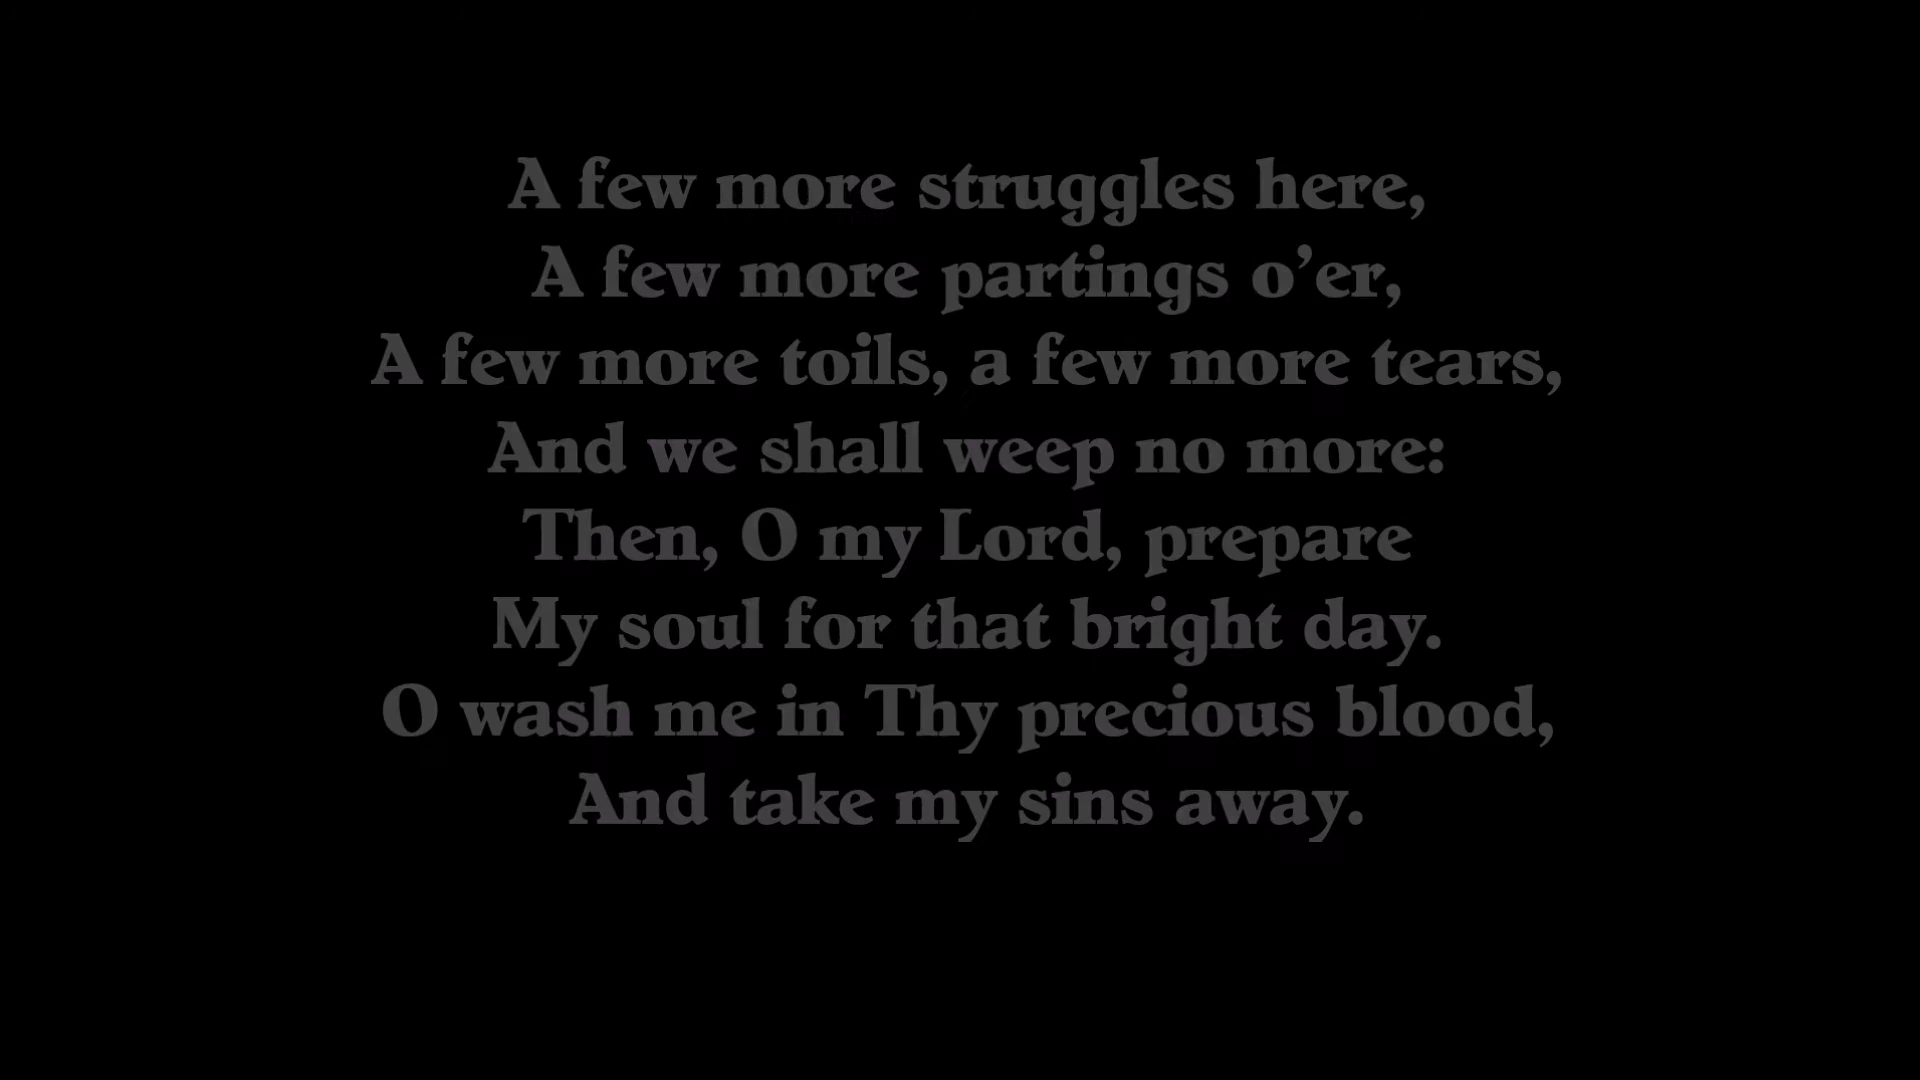 A few more struggles here,
A few more partings o’er,
A few more toils, a few more tears,
And we shall weep no more:
Then, O my Lord, prepare
My soul for that bright day.
O wash me in Thy precious blood,
And take my sins away.